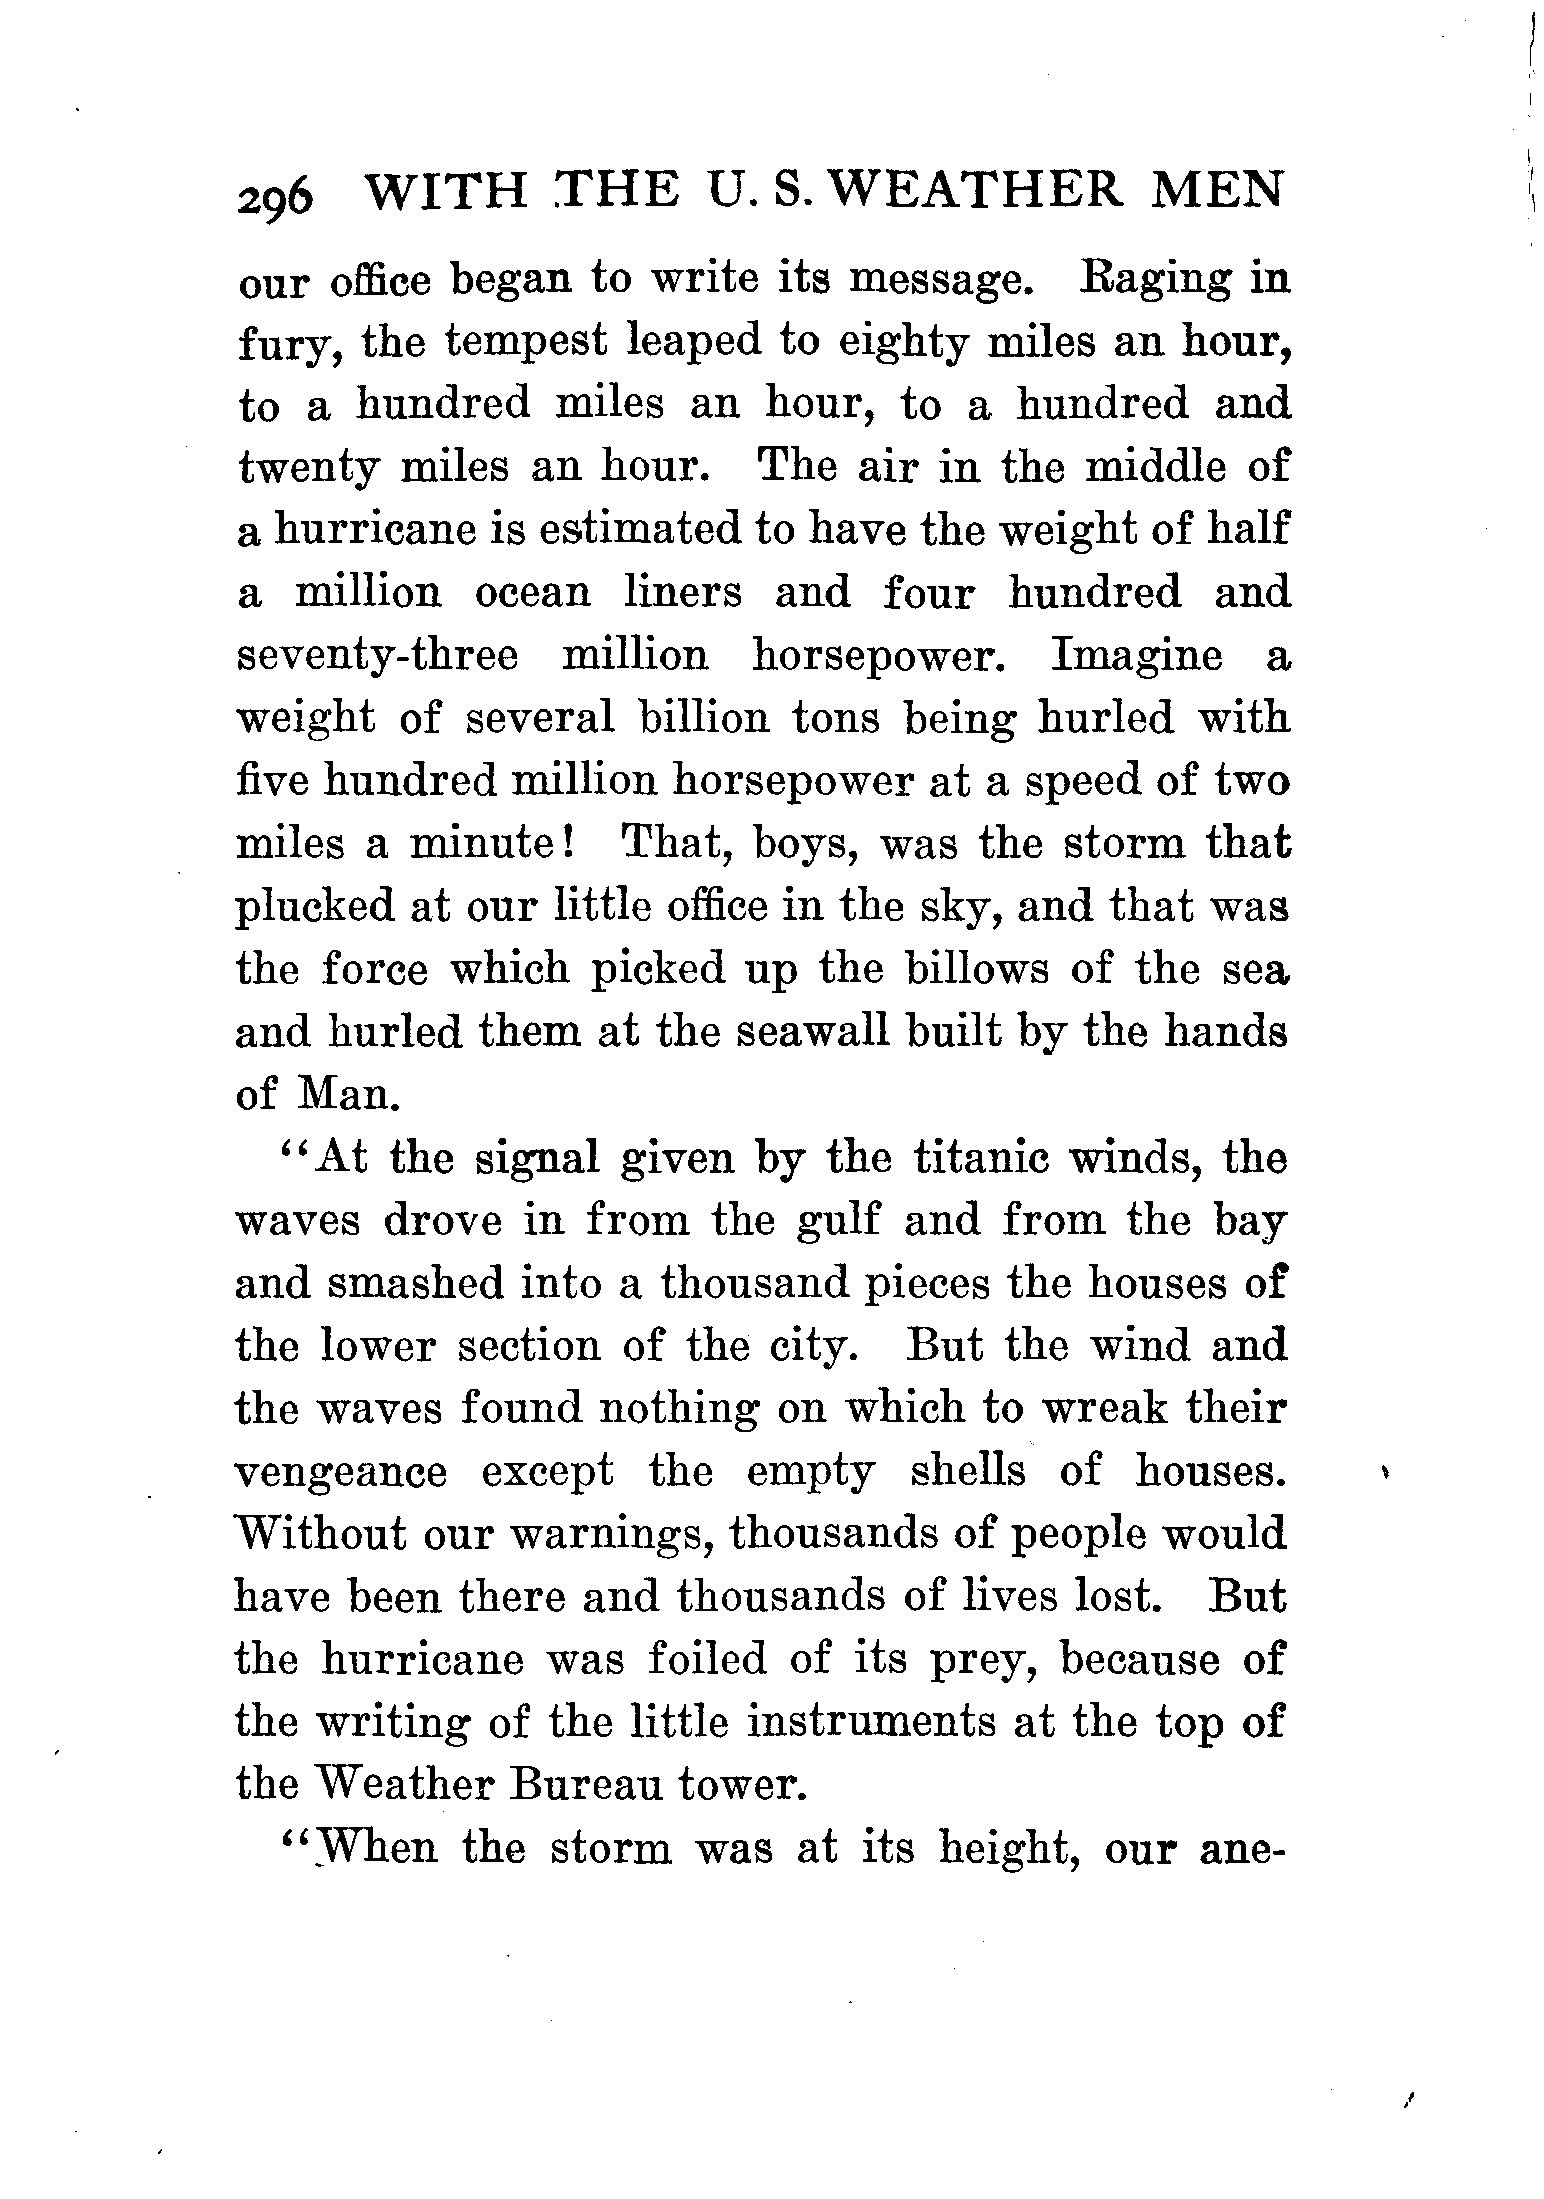 296 WITH THE U. S. WEATHER MEN
our office began to write its message. Raging in
fury, the tempest leaped to eighty miles an hour,
to a hundred miles an hour, to a hundred and
twenty miles an hour. The air in the middle of
a hurricane is estimated to have the weight of half
a million ocean liners and four hundred and
seventy-three million horsepower. Imagine a
weight of several billion tons being hurled with
five hundred million horsepower at a speed of two
miles a minute! That, boys, was the storm that
plucked at our little office in the sky, and that was
the force which picked up the billows of the sea
and hurled them at the seawall built by the hands
of Man.
“At the signal given by the titanic winds, the
waves drove in from the gulf and from the bay
and smashed into a thousand pieces the houses of
the lower section of the city. But the wind and
the waves found nothing on which to wreak their
vengeance except the empty shells of houses.
Without our warnings, thousands of people would
have been there and thousands of lives lost. But
the hurricane was foiled of its prey, because of
the writing of the little instruments at the top of
the Weather Bureau tower.
“When the storm was at its height, our ane-